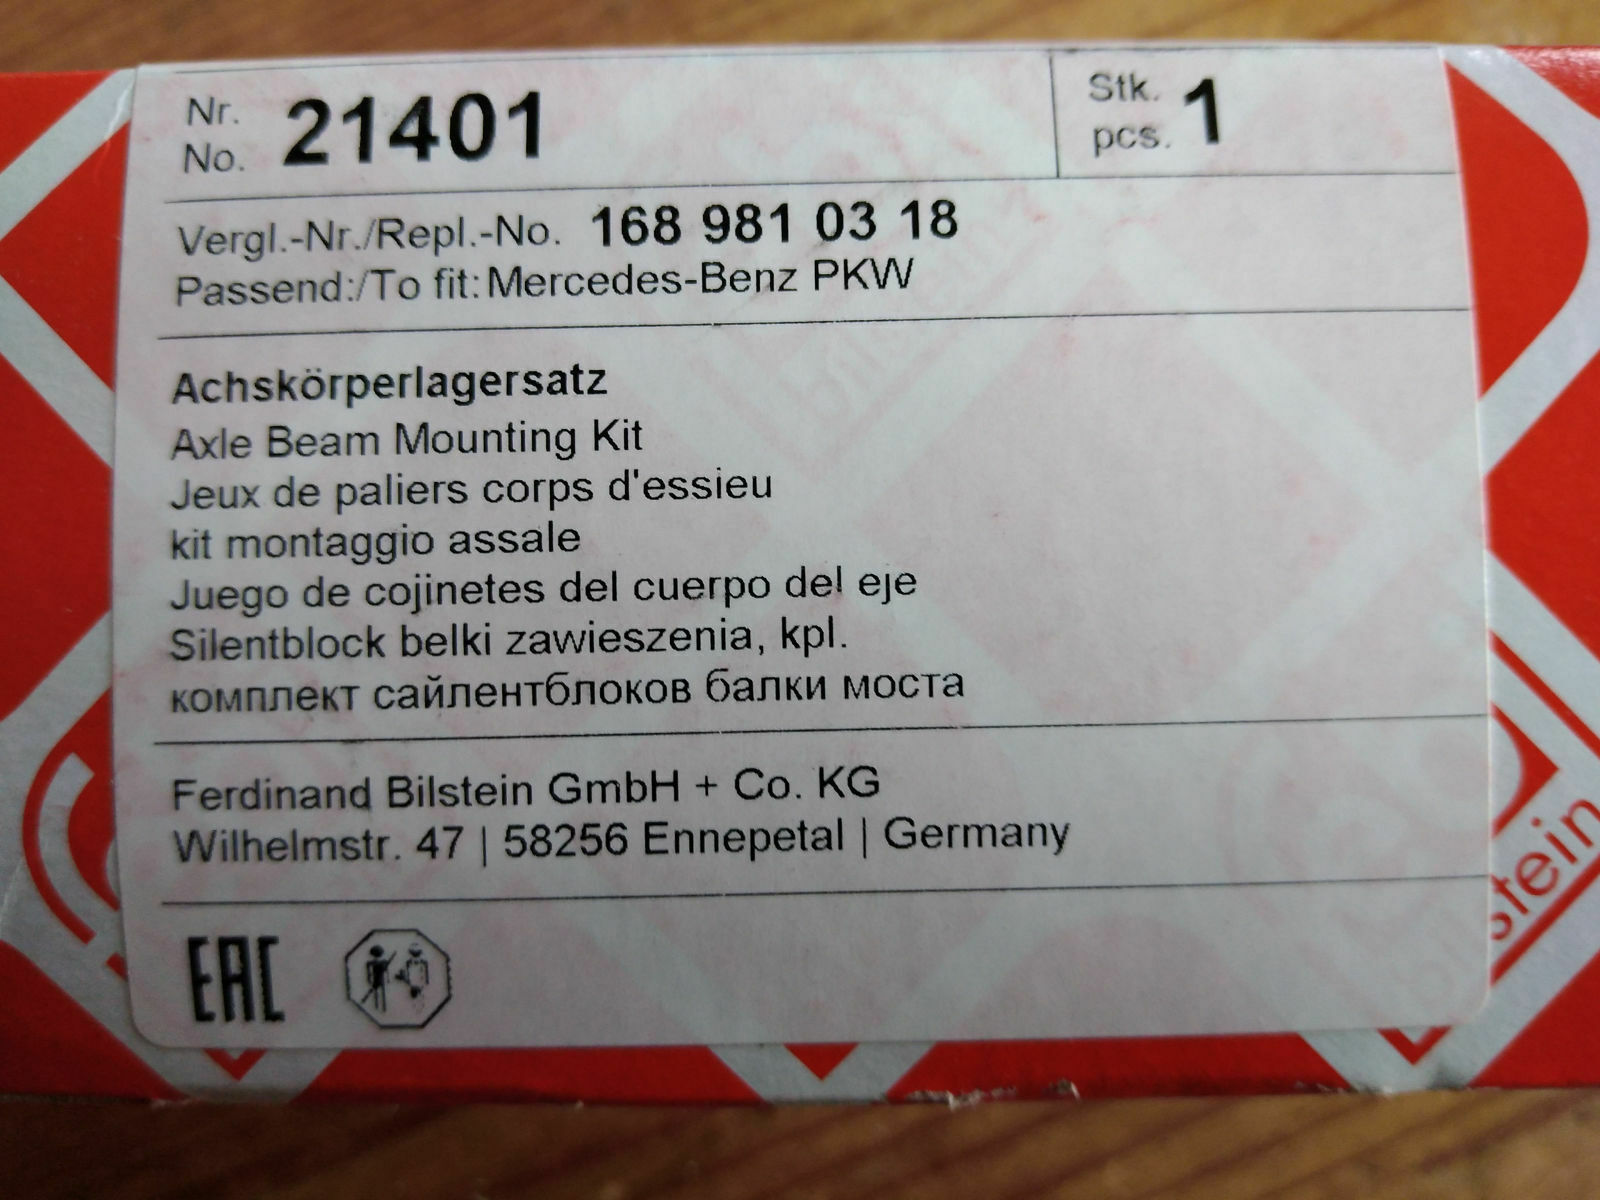 Nr.
No. 21401
Stk.
pcs. 1
Vergl.-Nr./Repl.-No. 168 981 03 18
Passend:/To fit: Mercedes-Benz PKW
Achskörperlagersatz
Axle Beam Mounting Kit
Jeux de paliers corps d'essieu
kit montaggio assale
Juego de cojinetes del cuerpo del eje
Silentblock belki zawieszenia, kpl.
комплект сайлентблоков балки моста
Ferdinand Bilstein GmbH + Co. KG
Wilhelmstr. 47 | 58256 Ennepetal | Germany
EAC
bilstein